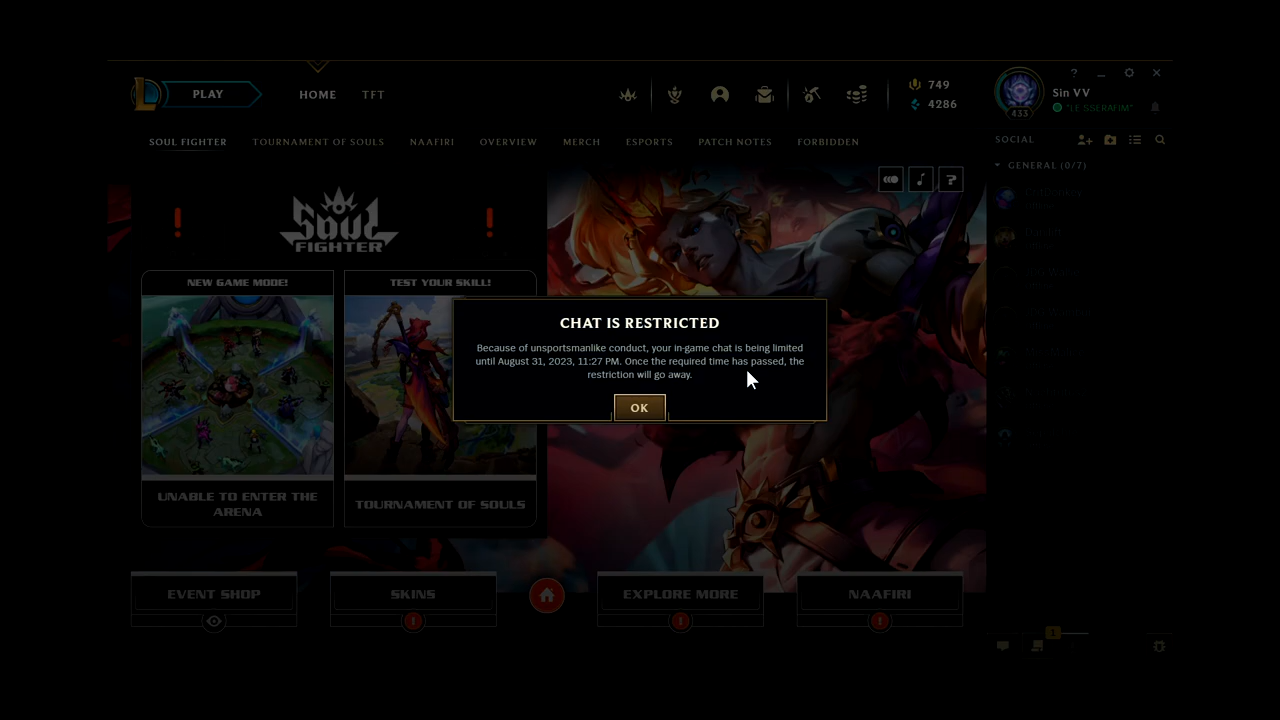 PLAY
HOME
TFT
749
4286
?
Sin VV
"LE SSERAFIM"
433
SOUL FIGHTER
TOURNAMENT OF SOULS
NAAFIRI
OVERVIEW
MERCH
ESPORTS
PATCH NOTES
FORBIDDEN
SOCIAL
GENERAL (0/7)
?
!
SOUL
FIGHTER
!
NEW GAME MODE!
TEST YOUR SKILL!
CHAT IS RESTRICTED
Because of unsportsmanlike conduct, your in-game chat is being limited
until August 31, 2023, 11:27 PM. Once the required time has passed, the
restriction will go away.
OK
UNABLE TO ENTER THE
ARENA
TOURNAMENT OF SOULS
EVENT SHOP
SKINS
EXPLORE MORE
NAAFIRI
!
!
!
1